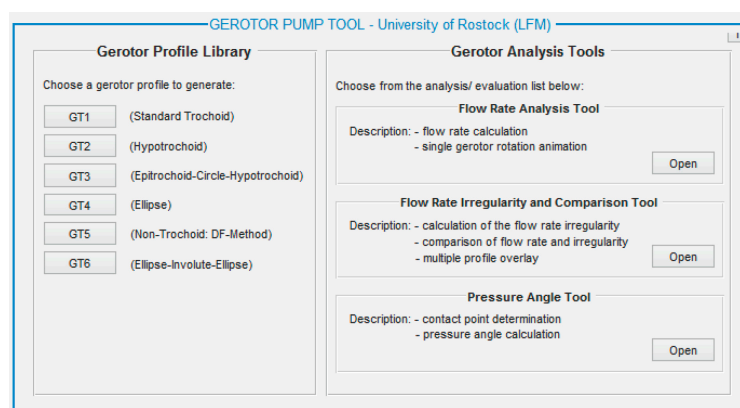 GEROTOR PUMP TOOL - University of Rostock (LFM)
Gerotor Profile Library
Choose a gerotor profile to generate:
GT1 (Standard Trochoid)
GT2 (Hypotrochoid)
GT3 (Epitrochoid-Circle-Hypotrochoid)
GT4 (Ellipse)
GT5 (Non-Trochoid: DF-Method)
GT6 (Ellipse-Involute-Ellipse)
Gerotor Analysis Tools
Choose from the analysis/ evaluation list below:
Flow Rate Analysis Tool
Description: - flow rate calculation
- single gerotor rotation animation
Open
Flow Rate Irregularity and Comparison Tool
Description: - calculation of the flow rate irregularity
- comparison of flow rate and irregularity
- multiple profile overlay
Open
Pressure Angle Tool
Description: - contact point determination
- pressure angle calculation
Open